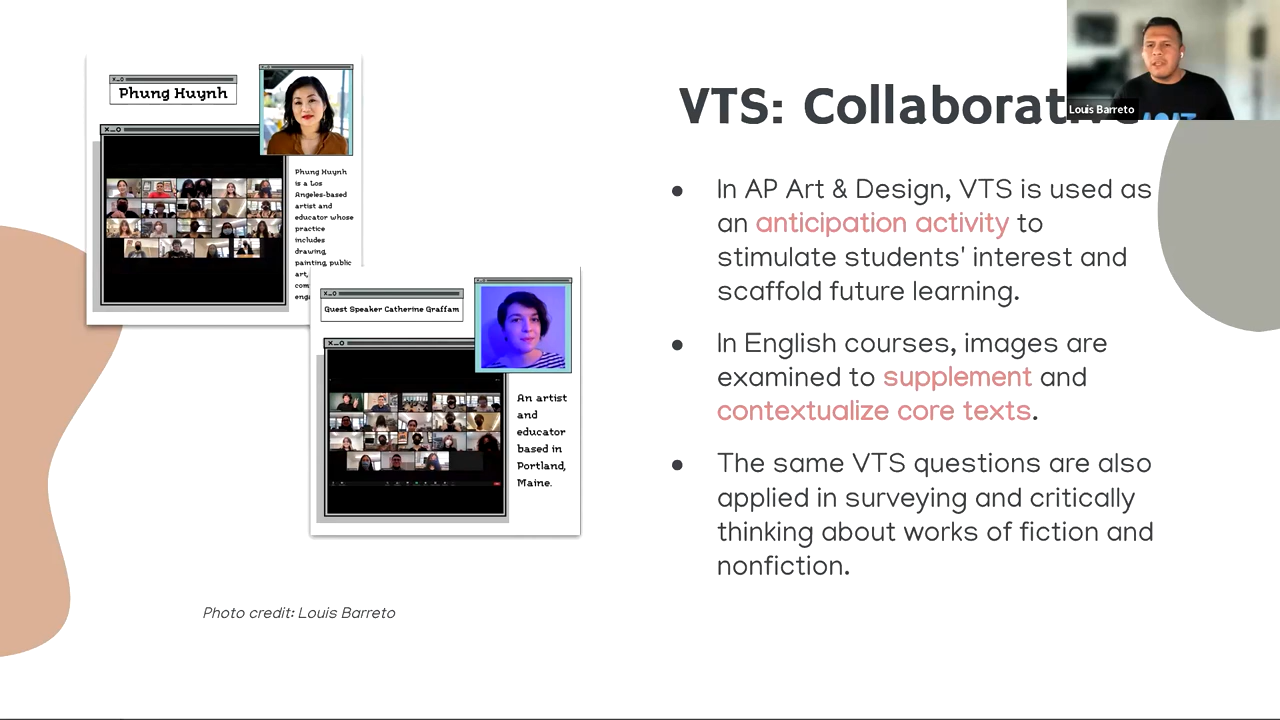 Phung Huynh
Phung Huynh
is a Los
Angeles-based
artist and
educator whose
practice
includes
drawing,
painting, public
art,
Guest Speaker Catherine Graffam
An artist
and
educator
based in
Portland,
Maine.
Photo credit: Louis Barreto
VTS: Collaborative
Louis Barreto
● In AP Art & Design, VTS is used as
an anticipation activity to
stimulate students' interest and
scaffold future learning.
● In English courses, images are
examined to supplement and
contextualize core texts.
● The same VTS questions are also
applied in surveying and critically
thinking about works of fiction and
nonfiction.